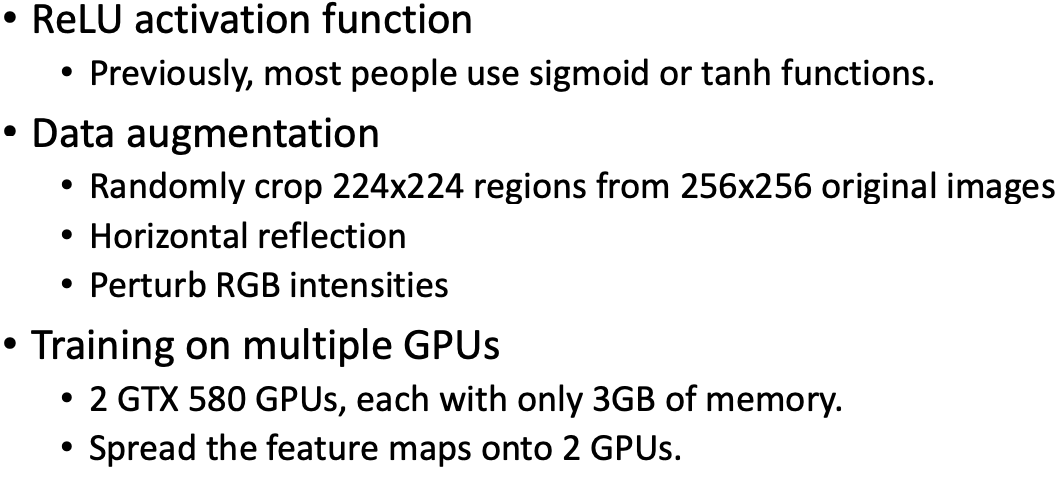 • ReLU activation function
• Previously, most people use sigmoid or tanh functions.
• Data augmentation
• Randomly crop 224x224 regions from 256x256 original images
• Horizontal reflection
• Perturb RGB intensities
• Training on multiple GPUs
• 2 GTX 580 GPUs, each with only 3GB of memory.
• Spread the feature maps onto 2 GPUs.